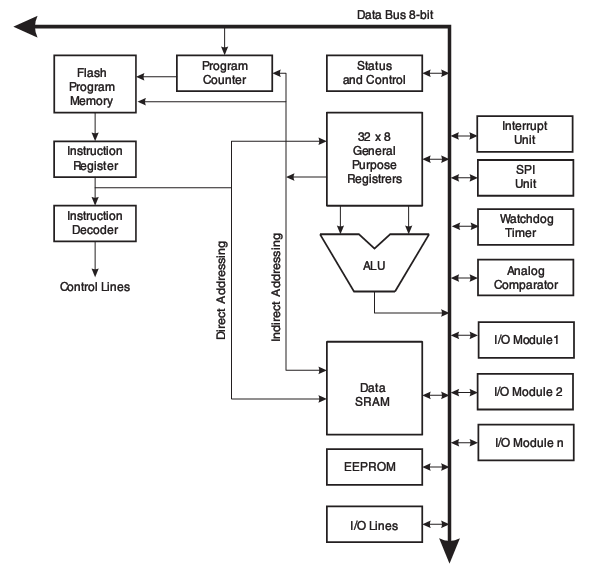 Data Bus 8-bit
Flash
Program
Memory
Program
Counter
Status
and Control
32 x 8
General
Purpose
Registrers
Interrupt
Unit
Instruction
Register
SPI
Unit
Instruction
Decoder
Watchdog
Timer
Control Lines
Direct Addressing
Indirect Addressing
ALU
Analog
Comparator
I/O Module1
Data
SRAM
I/O Module 2
I/O Module n
EEPROM
I/O Lines